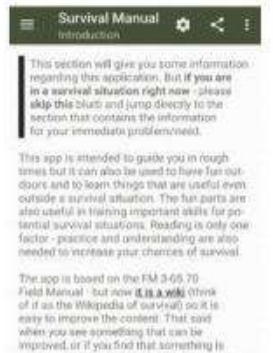 Survival Manual
Introduction
This section will give you some information
regarding this application. But if you are
in a survival situation right now - please
skip this blurb and jump directly to the
section that contains the information
for your immediate problem/need.
This app is intended to guide you in rough
times but it can also be used to have fun out-
doors and to learn things that are useful even
outside a survival situation. The fun parts are
also useful in training important skills for po-
tential survival situations. Reading is only one
factor - practice and understanding are also
needed to increase your chances of survival.
The app is based on the FM 3-05.70
Field Manual - but now it is a wiki (think
of it as the Wikipedia of survival) so it is
easy to improve the content. That said
when you see something that can be
improved, or if you find that something is